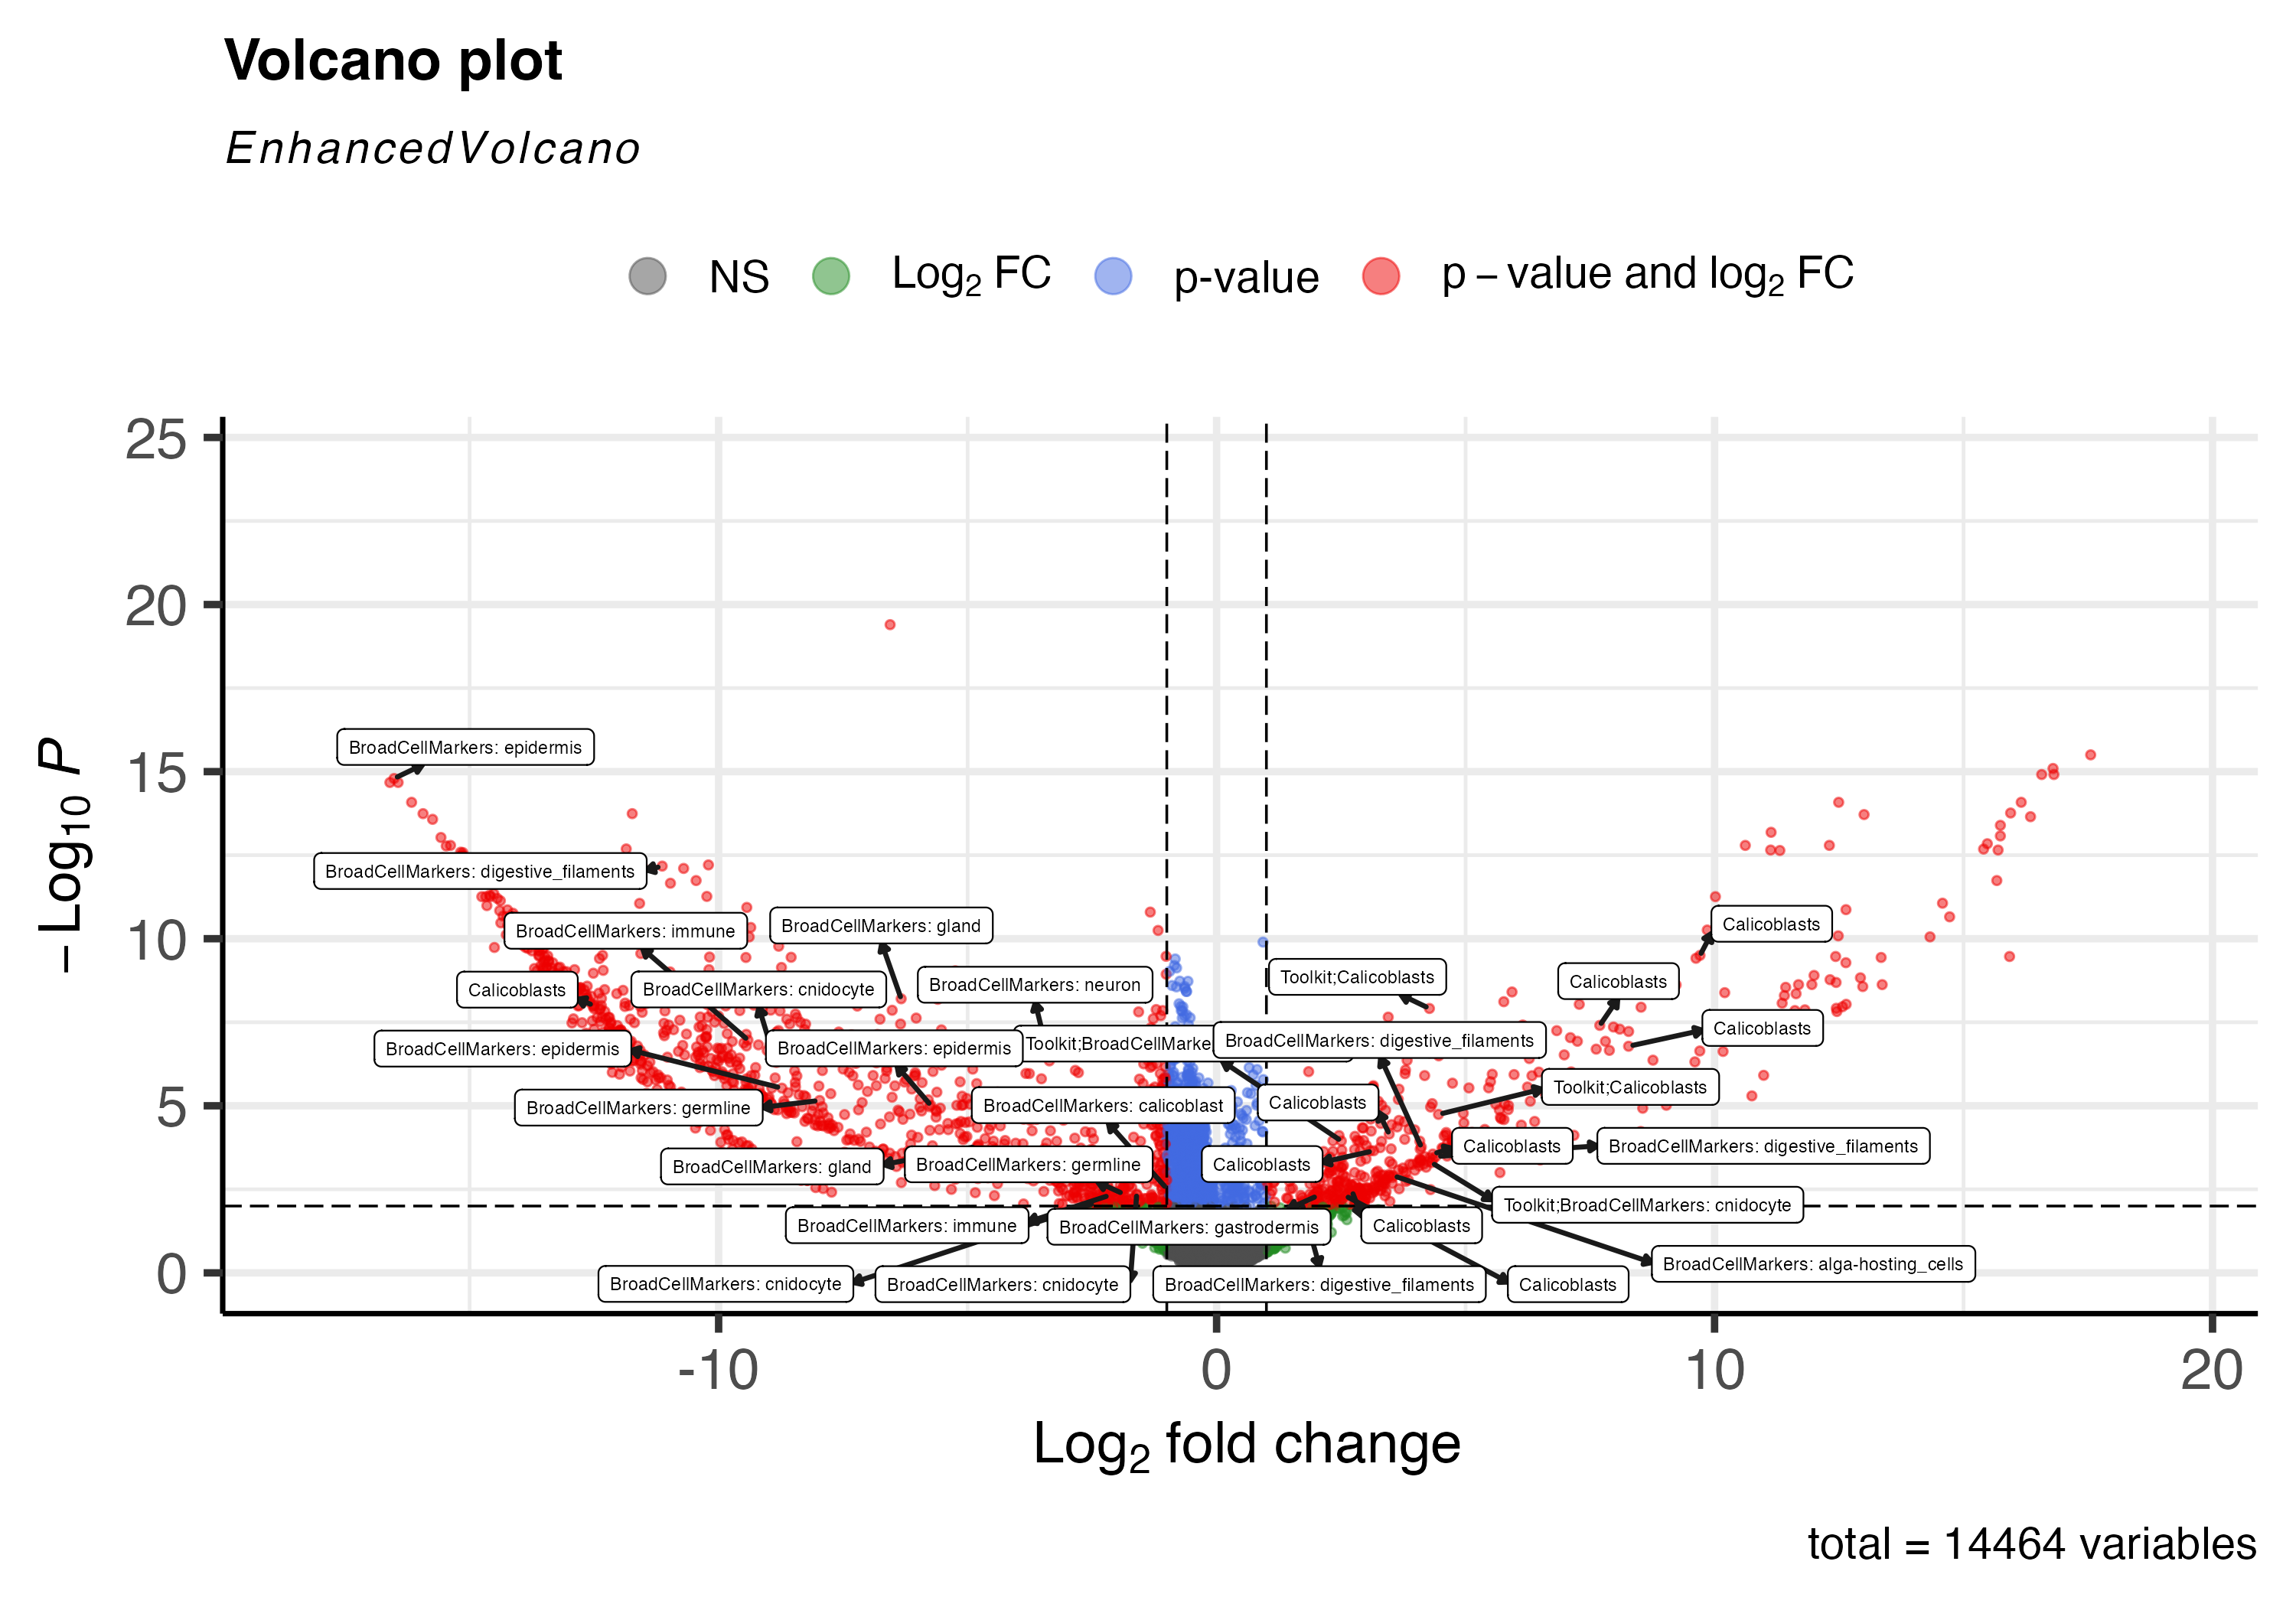 Volcano plot
EnhancedVolcano
NS
Log2 FC
p-value
p – value and log2 FC
– Log10 P
25
20
15
10
5
0
BroadCellMarkers: epidermis
BroadCellMarkers: digestive_filaments
BroadCellMarkers: immune
BroadCellMarkers: gland
Calicoblasts
Calicoblasts
BroadCellMarkers: cnidocyte
BroadCellMarkers: neuron
Toolkit;Calicoblasts
Calicoblasts
BroadCellMarkers: epidermis
BroadCellMarkers: epidermis
Toolkit;BroadCellMarke
BroadCellMarkers: digestive_filaments
Calicoblasts
BroadCellMarkers: germline
BroadCellMarkers: calicoblast
Calicoblasts
Toolkit;Calicoblasts
BroadCellMarkers: gland
BroadCellMarkers: germline
Calicoblasts
Calicoblasts
BroadCellMarkers: digestive_filaments
BroadCellMarkers: immune
BroadCellMarkers: gastrodermis
Calicoblasts
Toolkit;BroadCellMarkers: cnidocyte
BroadCellMarkers: alga-hosting_cells
BroadCellMarkers: cnidocyte
BroadCellMarkers: cnidocyte
BroadCellMarkers: digestive_filaments
Calicoblasts
-10
0
10
20
Log2 fold change
total = 14464 variables